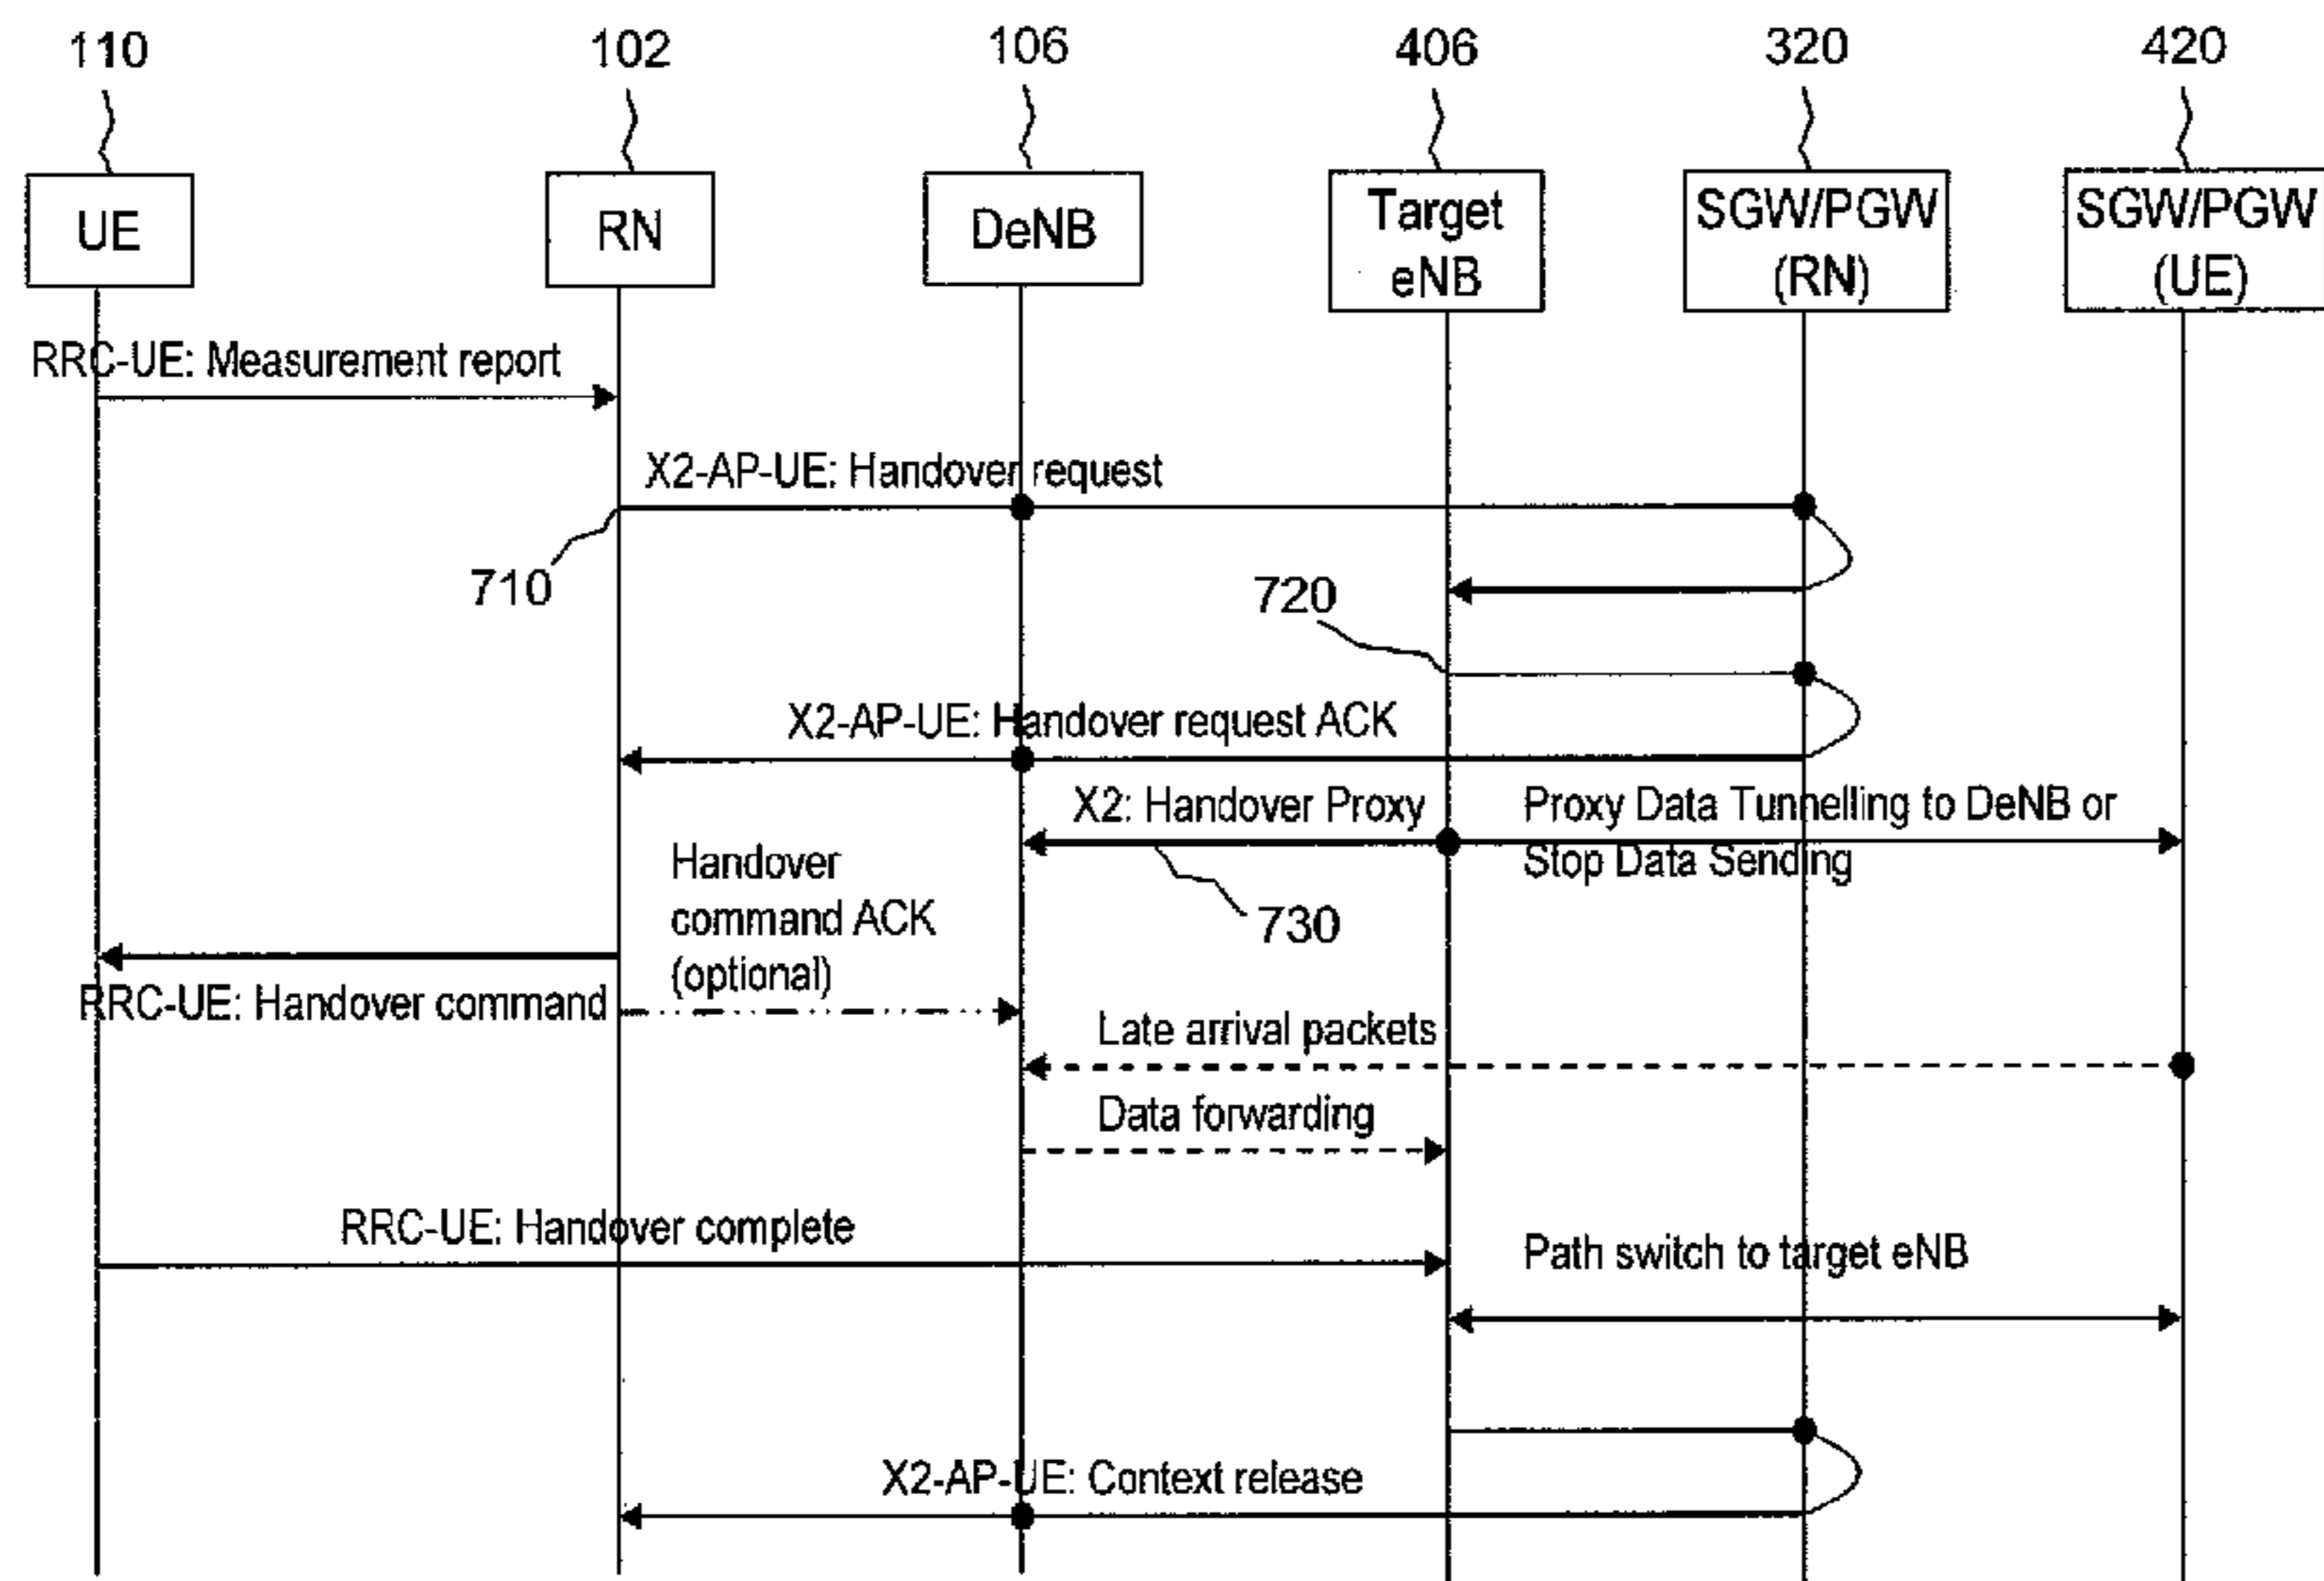 110
102
106
406
320
420
UE
RN
DeNB
Target
eNB
SGW/PGW
(RN)
SGW/PGW
(UE)
RRC-UE: Measurement report
X2-AP-UE: Handover request
710
720
X2-AP-UE: Handover request ACK
X2: Handover Proxy
Proxy Data Tunnelling to DeNB or
Stop Data Sending
730
Handover
command ACK
(optional)
RRC-UE: Handover command
Late arrival packets
Data forwarding
RRC-UE: Handover complete
Path switch to target eNB
X2-AP-UE: Context release